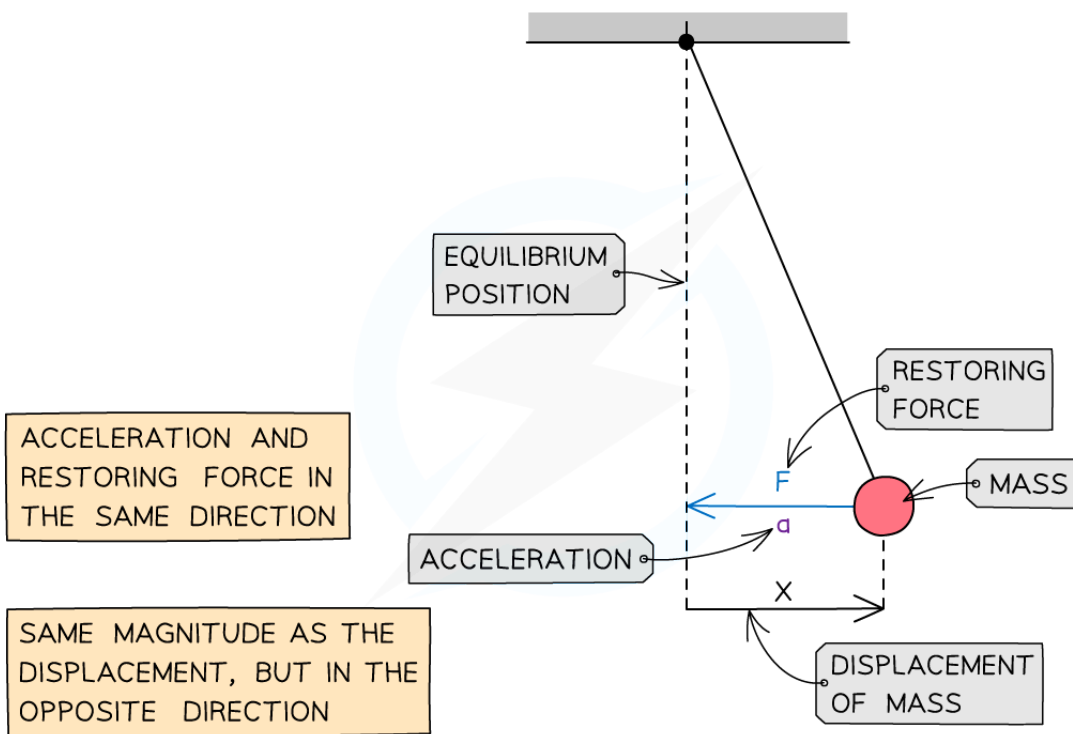 EQUILIBRIUM
POSITION
RESTORING
FORCE
ACCELERATION AND
RESTORING FORCE IN
THE SAME DIRECTION
F
MASS
a
ACCELERATION
X
SAME MAGNITUDE AS THE
DISPLACEMENT, BUT IN THE
OPPOSITE DIRECTION
DISPLACEMENT
OF MASS